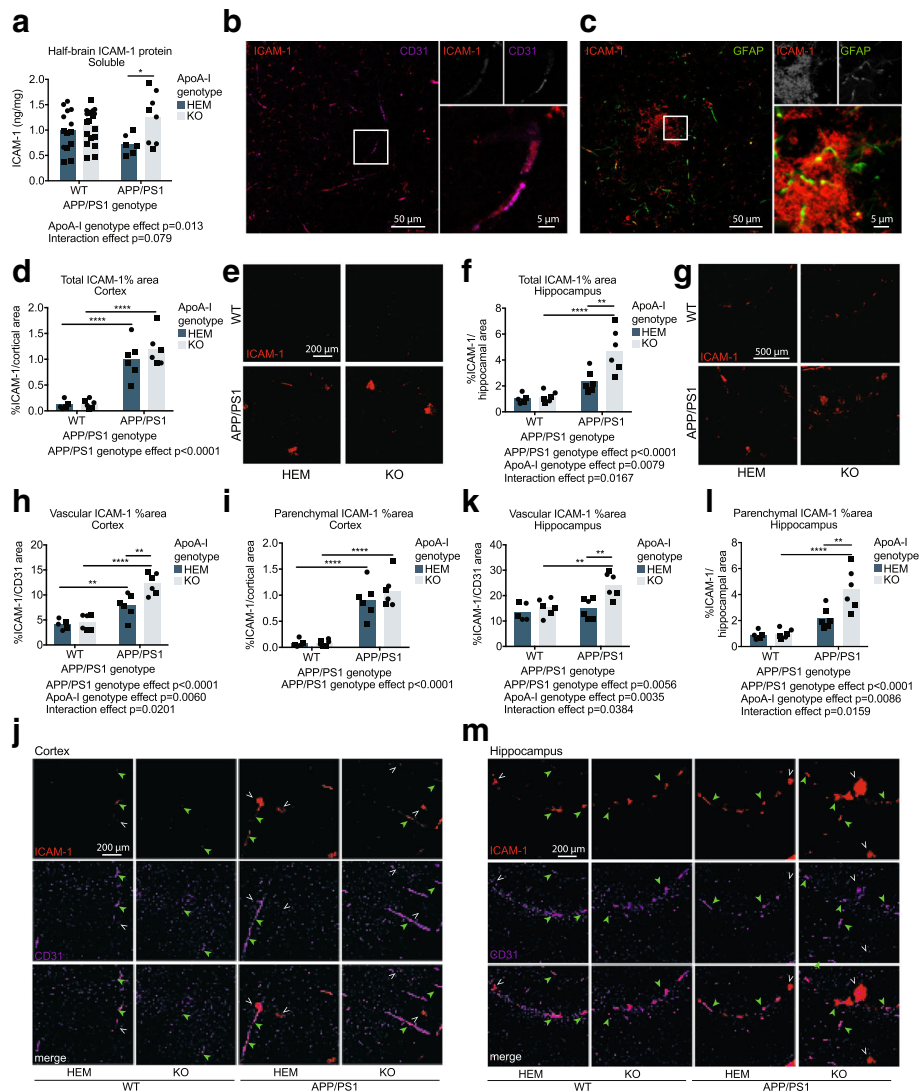 a
Half-brain ICAM-1 protein
Soluble
*
ApoA-I
genotype
HEM
KO
ICAM-1 (ng/mg)
2.0
1.5
1.0
0.5
0.0
WT
APP/PS1
APP/PS1 genotype
ApoA-I genotype effect p=0.013
Interaction effect p=0.079
b
ICAM-1
CD31
ICAM-1
CD31
50 µm
5 µm
c
ICAM-1
GFAP
ICAM-1
GFAP
50 µm
5 µm
d
Total ICAM-1% area
Cortex
****
****
ApoA-I
genotype
HEM
KO
%ICAM-1/cortical area
2.0
1.5
1.0
0.5
0.0
WT
APP/PS1
APP/PS1 genotype
APP/PS1 genotype effect p<0.0001
e
WT
ICAM-1
200 µm
APP/PS1
HEM
KO
f
Total ICAM-1% area
Hippocampus
**
****
ApoA-I
genotype
HEM
KO
%ICAM-1/
hippocamal area
8
6
4
2
0
WT
APP/PS1
APP/PS1 genotype
APP/PS1 genotype effect p<0.0001
ApoA-I genotype effect p=0.0079
Interaction effect p=0.0167
g
WT
ICAM-1
500 µm
APP/PS1
HEM
KO
h
Vascular ICAM-1 %area
Cortex
**
****
**
ApoA-I
genotype
HEM
KO
%ICAM-1/CD31 area
20
15
10
5
0
WT
APP/PS1
APP/PS1 genotype
APP/PS1 genotype effect p<0.0001
ApoA-I genotype effect p=0.0060
Interaction effect p=0.0201
i
Parenchymal ICAM-1 %area
Cortex
****
****
ApoA-I
genotype
HEM
KO
%ICAM-1/cortical area
2.0
1.5
1.0
0.5
0.0
WT
APP/PS1
APP/PS1 genotype
APP/PS1 genotype effect p<0.0001
k
Vascular ICAM-1 %area
Hippocampus
**
**
ApoA-I
genotype
HEM
KO
%ICAM-1/CD31 area
40
30
20
10
0
WT
APP/PS1
APP/PS1 genotype
APP/PS1 genotype effect p=0.0056
ApoA-I genotype effect p=0.0035
Interaction effect p=0.0384
l
Parenchymal ICAM-1 %area
Hippocampus
**
****
ApoA-I
genotype
HEM
KO
%ICAM-1/
hippocampal area
8
6
4
2
0
WT
APP/PS1
APP/PS1 genotype
APP/PS1 genotype effect p<0.0001
ApoA-I genotype effect p=0.0086
Interaction effect p=0.0159
j
Cortex
200 µm
ICAM-1
CD31
merge
HEM
KO
HEM
KO
WT
APP/PS1
m
Hippocampus
200 µm
ICAM-1
CD31
merge
HEM
KO
HEM
KO
WT
APP/PS1